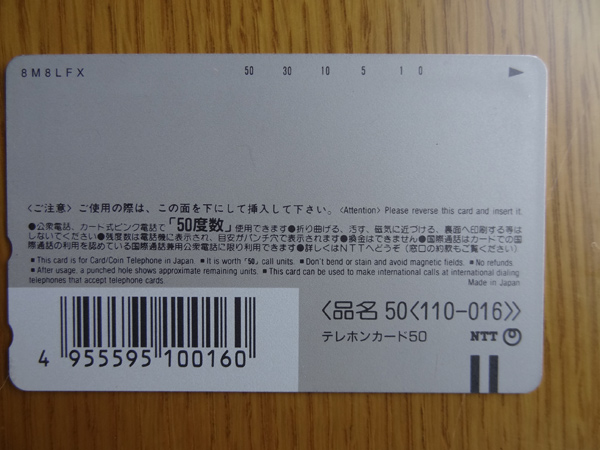 8M8LFX 50 30 10 5 1 0
〈ご注意〉ご使用の際は、この面を下にして挿入して下さい。〈Attention〉Please reverse this card and insert it.
●公衆電話、カード式ピンク電話で「50度数」使用できます●折り曲げる、汚す、磁気に近づける、裏面へ印刷する等は
しないでください●残度数は電話機に表示され、目安がパンチ穴で表示されます●換金はできません●国際通話はカードでの国
際通話の利用を認めている国際通話兼用公衆電話に限り利用できます●詳しくはNTTへどうぞ（窓口の約款もご覧ください）
■This card is for Card/Coin Telephone in Japan. ■It is worth「50」call units. ■Don't bend or stain and avoid magnetic fields. ■No refunds.
■After usage, a punched hole shows approximate remaining units. ■This card can be used to make international calls at international dialing
telephones that accept telephone cards. Made in Japan
〈品名 50〈110-016〉〉
テレホンカード50 NTT
4 955595 100160